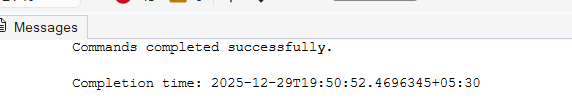 Messages
Commands completed successfully.
Completion time: 2025-12-29T19:50:52.4696345+05:30